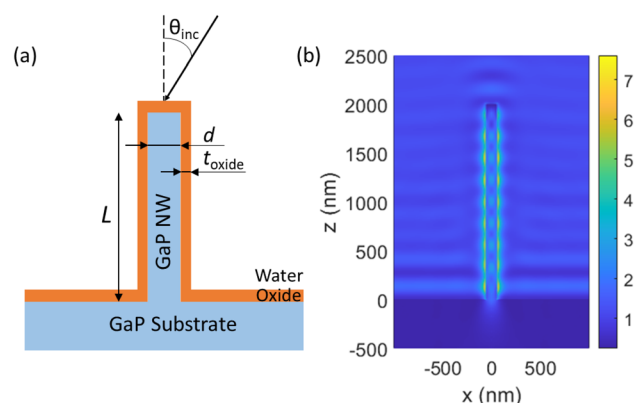 (a)
θinc
d
toxide
L
GaP NW
Water
Oxide
GaP Substrate
(b)
2500
2000
1500
1000
500
0
-500
z (nm)
-500 0 500
x (nm)
7
6
5
4
3
2
1